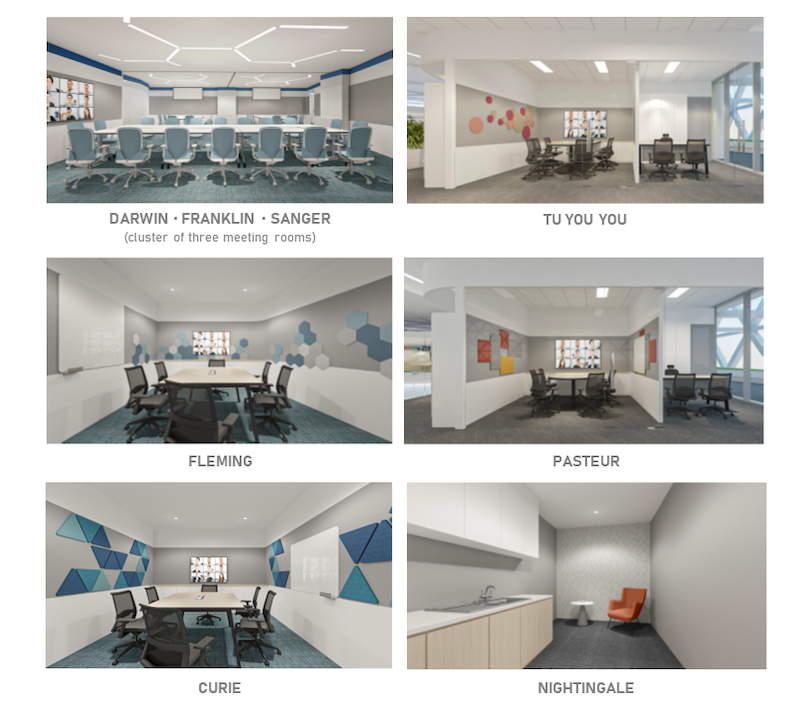 DARWIN · FRANKLIN · SANGER
(cluster of three meeting rooms)
TU YOU YOU
FLEMING
PASTEUR
CURIE
NIGHTINGALE